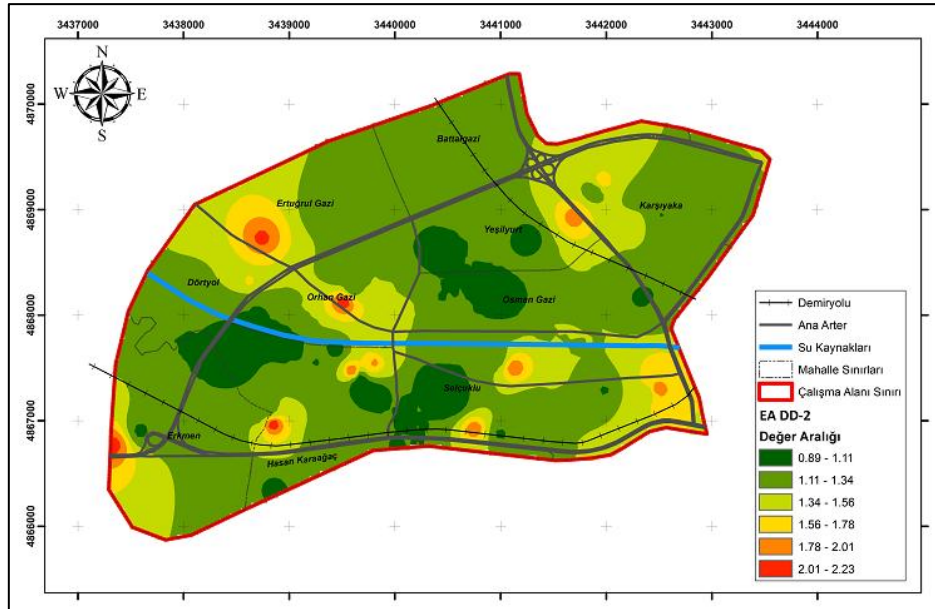 3437000 3438000 3439000 3440000 3441000 3442000 3443000 3444000
N
W E
S
4870000
4869000
4868000
4867000
4866000
Battalgazi
Ertuğrul Gazi
Karşıyaka
Yeşilyurt
Dörtyol
Orhan Gazi
Osman Gazi
Selçuklu
Erkmen
Hasan Karaağaç
Demiryolu
Ana Arter
Su Kaynakları
Mahalle Sınırları
Çalışma Alanı Sınırı
EA DD-2
Değer Aralığı
0.89 - 1.11
1.11 - 1.34
1.34 - 1.56
1.56 - 1.78
1.78 - 2.01
2.01 - 2.23